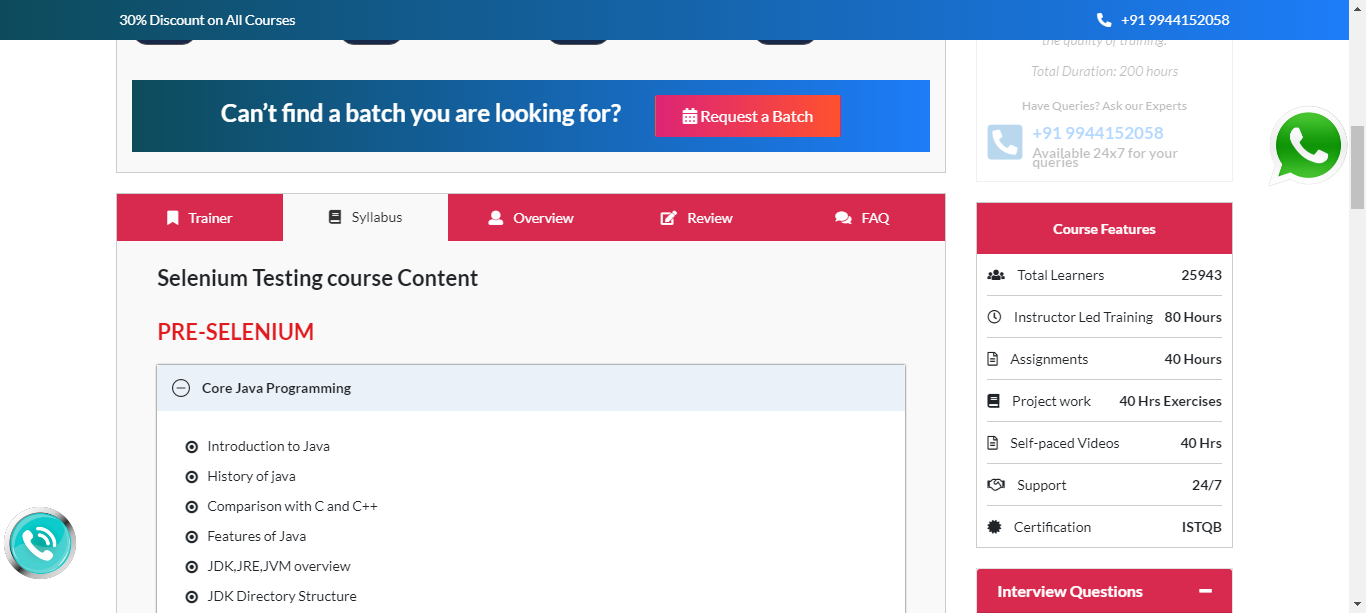 30% Discount on All Courses
+91 9944152058
the quality of training.
Total Duration: 200 hours
Have Queries? Ask our Experts
+91 9944152058
Available 24x7 for your
queries
Can’t find a batch you are looking for?
Request a Batch
Trainer
Syllabus
Overview
Review
FAQ
Selenium Testing course Content
PRE-SELENIUM
Core Java Programming
Introduction to Java
History of java
Comparison with C and C++
Features of Java
JDK,JRE,JVM overview
JDK Directory Structure
Course Features
Total Learners 25943
Instructor Led Training 80 Hours
Assignments 40 Hours
Project work 40 Hrs Exercises
Self-paced Videos 40 Hrs
Support 24/7
Certification ISTQB
Interview Questions